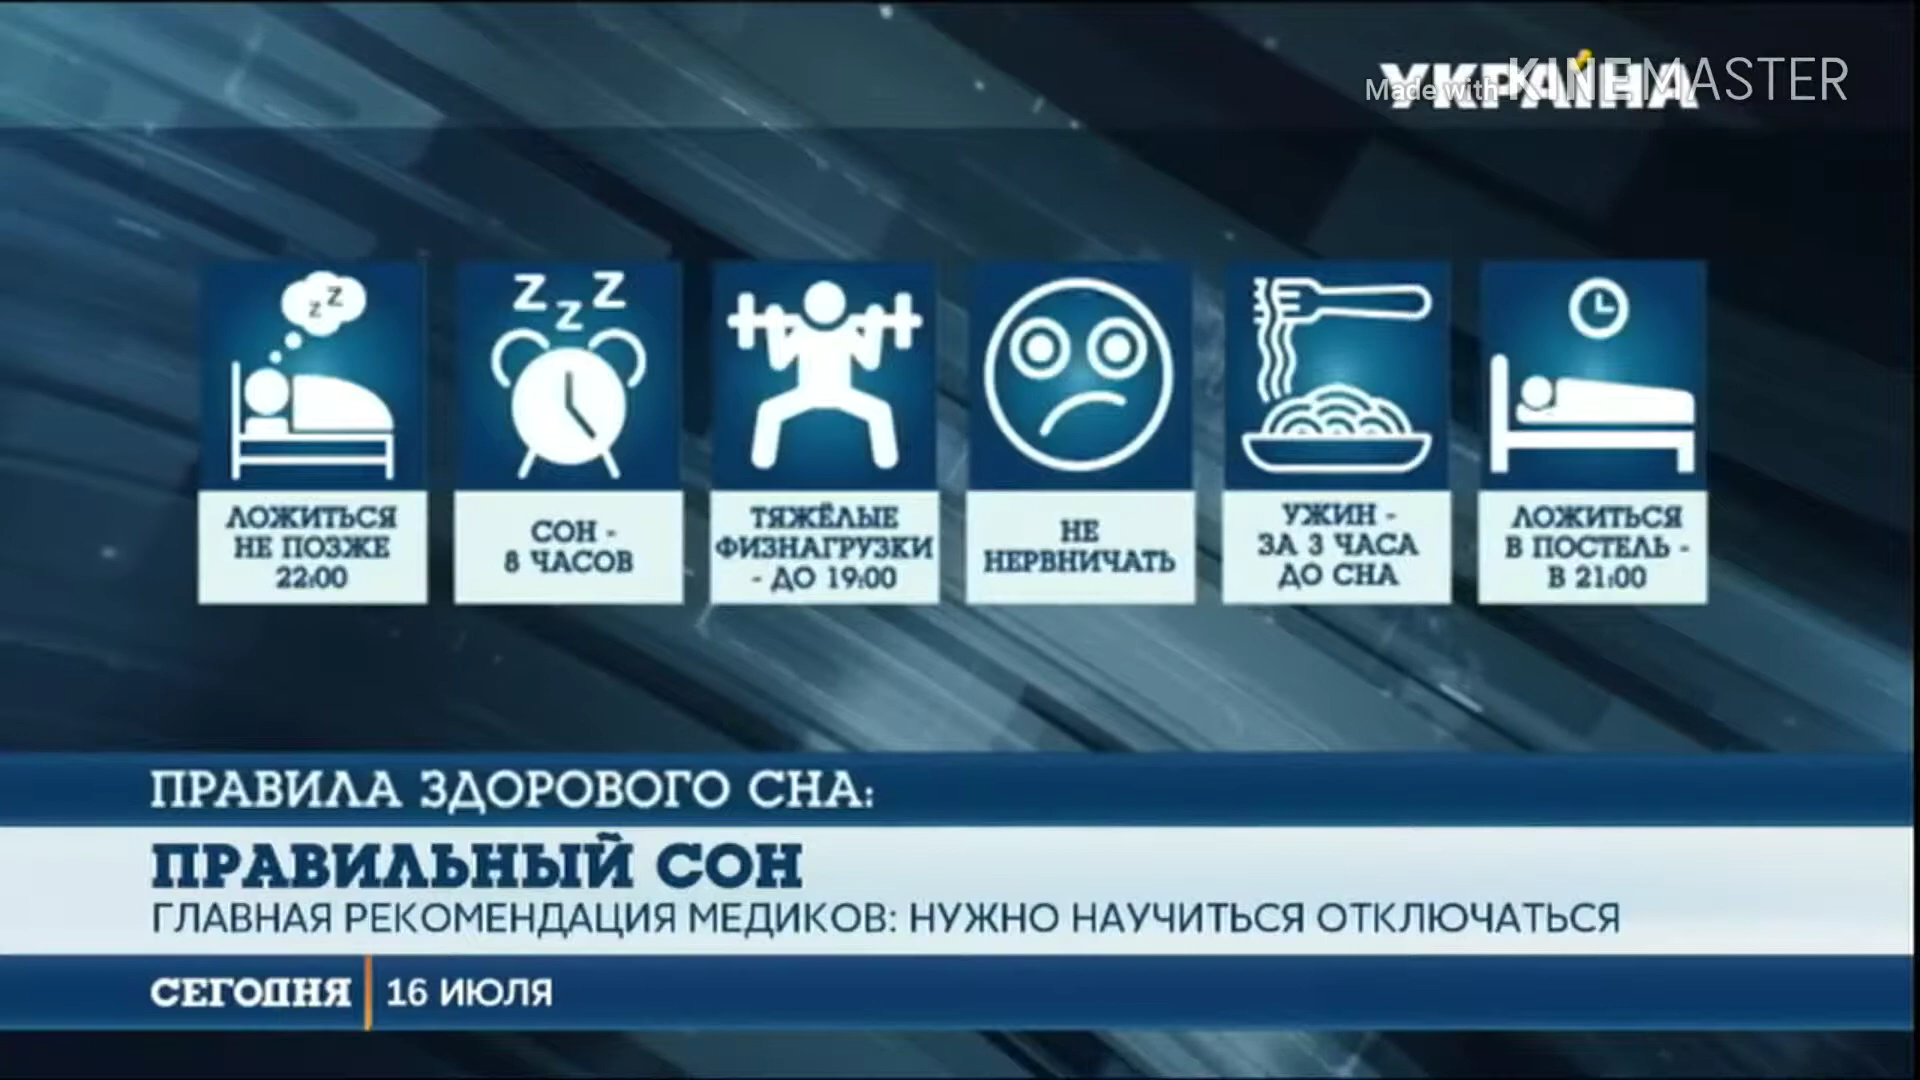 УКРАЇНА
Made with KINEMASTER
Z Z
Z Z Z
ЛОЖИТЬСЯ
НЕ ПОЗЖЕ
22:00
СОН -
8 ЧАСОВ
ТЯЖЁЛЫЕ
ФИЗНАГРУЗКИ
- ДО 19:00
НЕ
НЕРВНИЧАТЬ
УЖИН -
ЗА 3 ЧАСА
ДО СНА
ЛОЖИТЬСЯ
В ПОСТЕЛЬ -
В 21:00
ПРАВИЛА ЗДОРОВОГО СНА:
ПРАВИЛЬНЫЙ СОН
ГЛАВНАЯ РЕКОМЕНДАЦИЯ МЕДИКОВ: НУЖНО НАУЧИТЬСЯ ОТКЛЮЧАТЬСЯ
СЕГОДНЯ 16 ИЮЛЯ